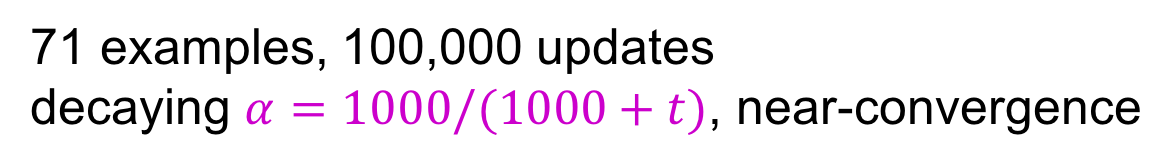 71 examples, 100,000 updates
decaying α = 1000/(1000 + t), near-convergence